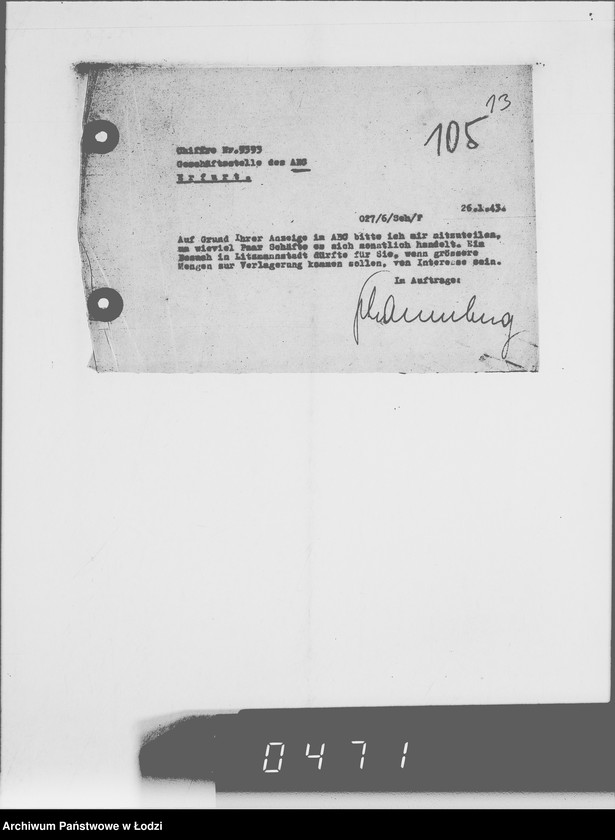 13
105
Chiffre Nr.9393
Geschäftsstelle des ABG
Erfurt.
26.1.43.
027/6/Sch/F
Auf Grund Ihrer Anzeige im ABG bitte ich mir mitzuteilen,
um wieviel Paar Schäfte es sich monatlich handelt. Ein
Besuch in Litzmannstadt dürfte für Sie, wenn grössere
Mengen zur Verlagerung kommen sollen, von Interesse sein.
Im Auftrage:
0471
Archiwum Państwowe w Łodzi